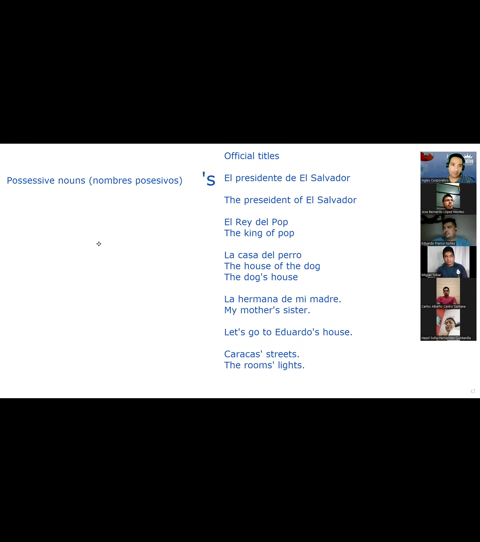 Official titles
Possessive nouns (nombres posesivos)
's
El presidente de El Salvador
The preseident of El Salvador
El Rey del Pop
The king of pop
La casa del perro
The house of the dog
The dog's house
La hermana de mi madre.
My mother's sister.
Let's go to Eduardo's house.
Caracas' streets.
The rooms' lights.